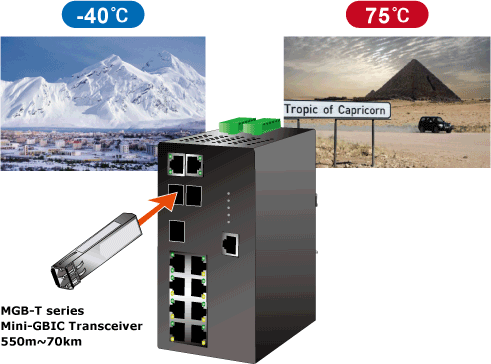 -40°C
75°C
Tropic of Capricorn
MGB-T series
Mini-GBIC Transceiver
550m~70km